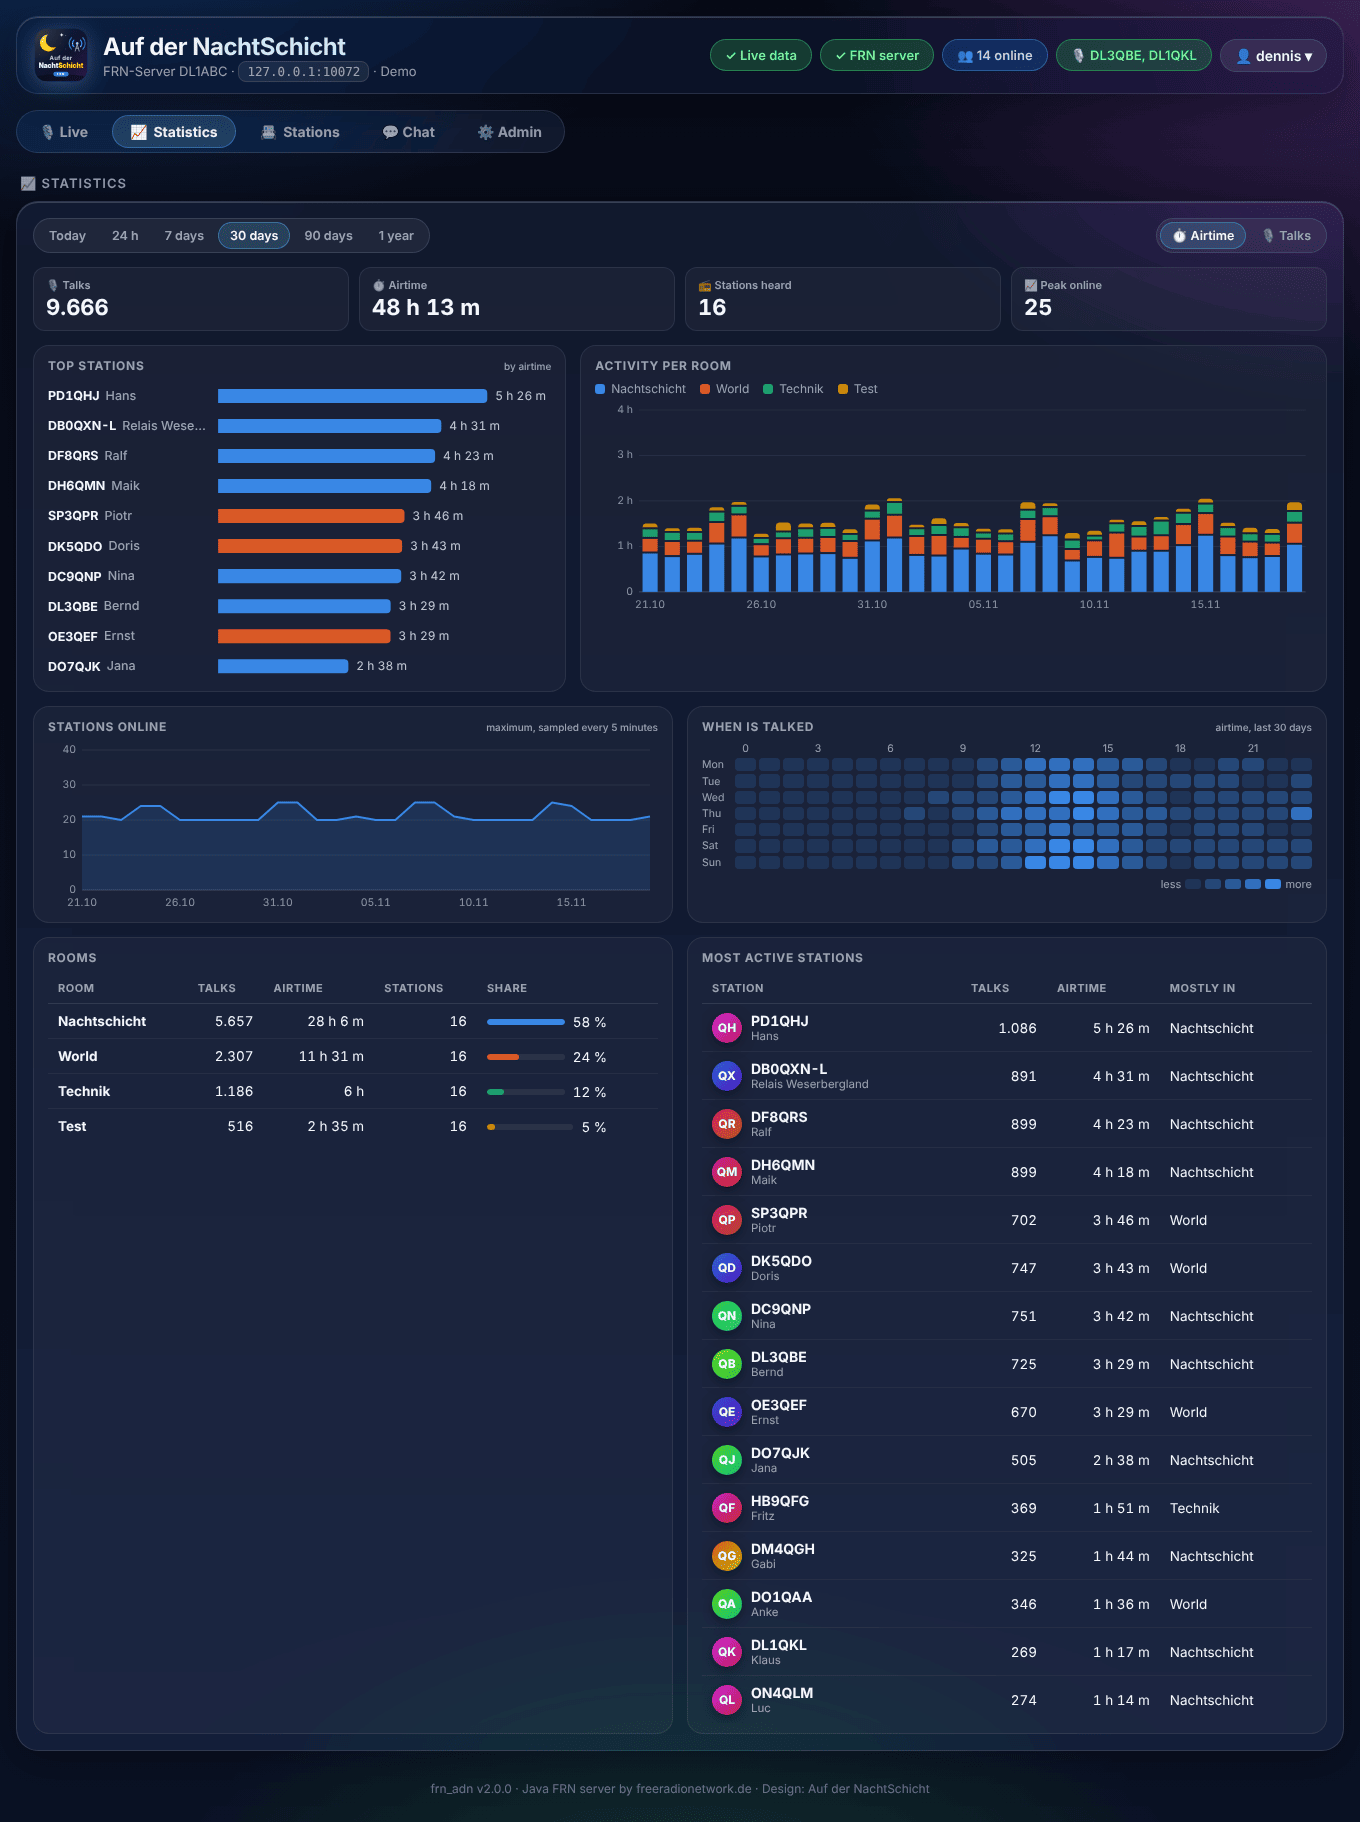 Auf der NachtSchicht
FRN-Server DL1ABC · 127.0.0.1:10072 · Demo
✓ Live data
✓ FRN server
👥 14 online
🎙️ DL3QBE, DL1QKL
👤 dennis ▾
Auf der
NachtSchicht
🎙️ Live
📈 Statistics
📇 Stations
💬 Chat
⚙️ Admin
📈 STATISTICS
Today 24 h 7 days 30 days 90 days 1 year
⏱️ Airtime 🎙️ Talks
🎙️ Talks
9.666
⏱️ Airtime
48 h 13 m
📻 Stations heard
16
📈 Peak online
25
TOP STATIONS by airtime
PD1QHJ Hans 5 h 26 m
DB0QXN-L Relais Wese... 4 h 31 m
DF8QRS Ralf 4 h 23 m
DH6QMN Maik 4 h 18 m
SP3QPR Piotr 3 h 46 m
DK5QDO Doris 3 h 43 m
DC9QNP Nina 3 h 42 m
DL3QBE Bernd 3 h 29 m
OE3QEF Ernst 3 h 29 m
DO7QJK Jana 2 h 38 m
ACTIVITY PER ROOM
Nachtschicht World Technik Test
4 h
3 h
2 h
1 h
0
21.10 26.10 31.10 05.11 10.11 15.11
STATIONS ONLINE maximum, sampled every 5 minutes
40
30
20
10
0
21.10 26.10 31.10 05.11 10.11 15.11
WHEN IS TALKED airtime, last 30 days
0 3 6 9 12 15 18 21
Mon
Tue
Wed
Thu
Fri
Sat
Sun
less more
ROOMS
ROOM TALKS AIRTIME STATIONS SHARE
Nachtschicht 5.657 28 h 6 m 16 58 %
World 2.307 11 h 31 m 16 24 %
Technik 1.186 6 h 16 12 %
Test 516 2 h 35 m 16 5 %
MOST ACTIVE STATIONS
STATION TALKS AIRTIME MOSTLY IN
QH PD1QHJ 1.086 5 h 26 m Nachtschicht
Hans
QX DB0QXN-L 891 4 h 31 m Nachtschicht
Relais Weserbergland
QR DF8QRS 899 4 h 23 m Nachtschicht
Ralf
QM DH6QMN 899 4 h 18 m Nachtschicht
Maik
QP SP3QPR 702 3 h 46 m World
Piotr
QD DK5QDO 747 3 h 43 m World
Doris
QN DC9QNP 751 3 h 42 m Nachtschicht
Nina
QB DL3QBE 725 3 h 29 m Nachtschicht
Bernd
QE OE3QEF 670 3 h 29 m World
Ernst
QJ DO7QJK 505 2 h 38 m Nachtschicht
Jana
QF HB9QFG 369 1 h 51 m Technik
Fritz
QG DM4QGH 325 1 h 44 m Nachtschicht
Gabi
QA DO1QAA 346 1 h 36 m World
Anke
QK DL1QKL 269 1 h 17 m Nachtschicht
Klaus
QL ON4QLM 274 1 h 14 m Nachtschicht
Luc
frn_adn v2.0.0 · Java FRN server by freeradionetwork.de · Design: Auf der NachtSchicht